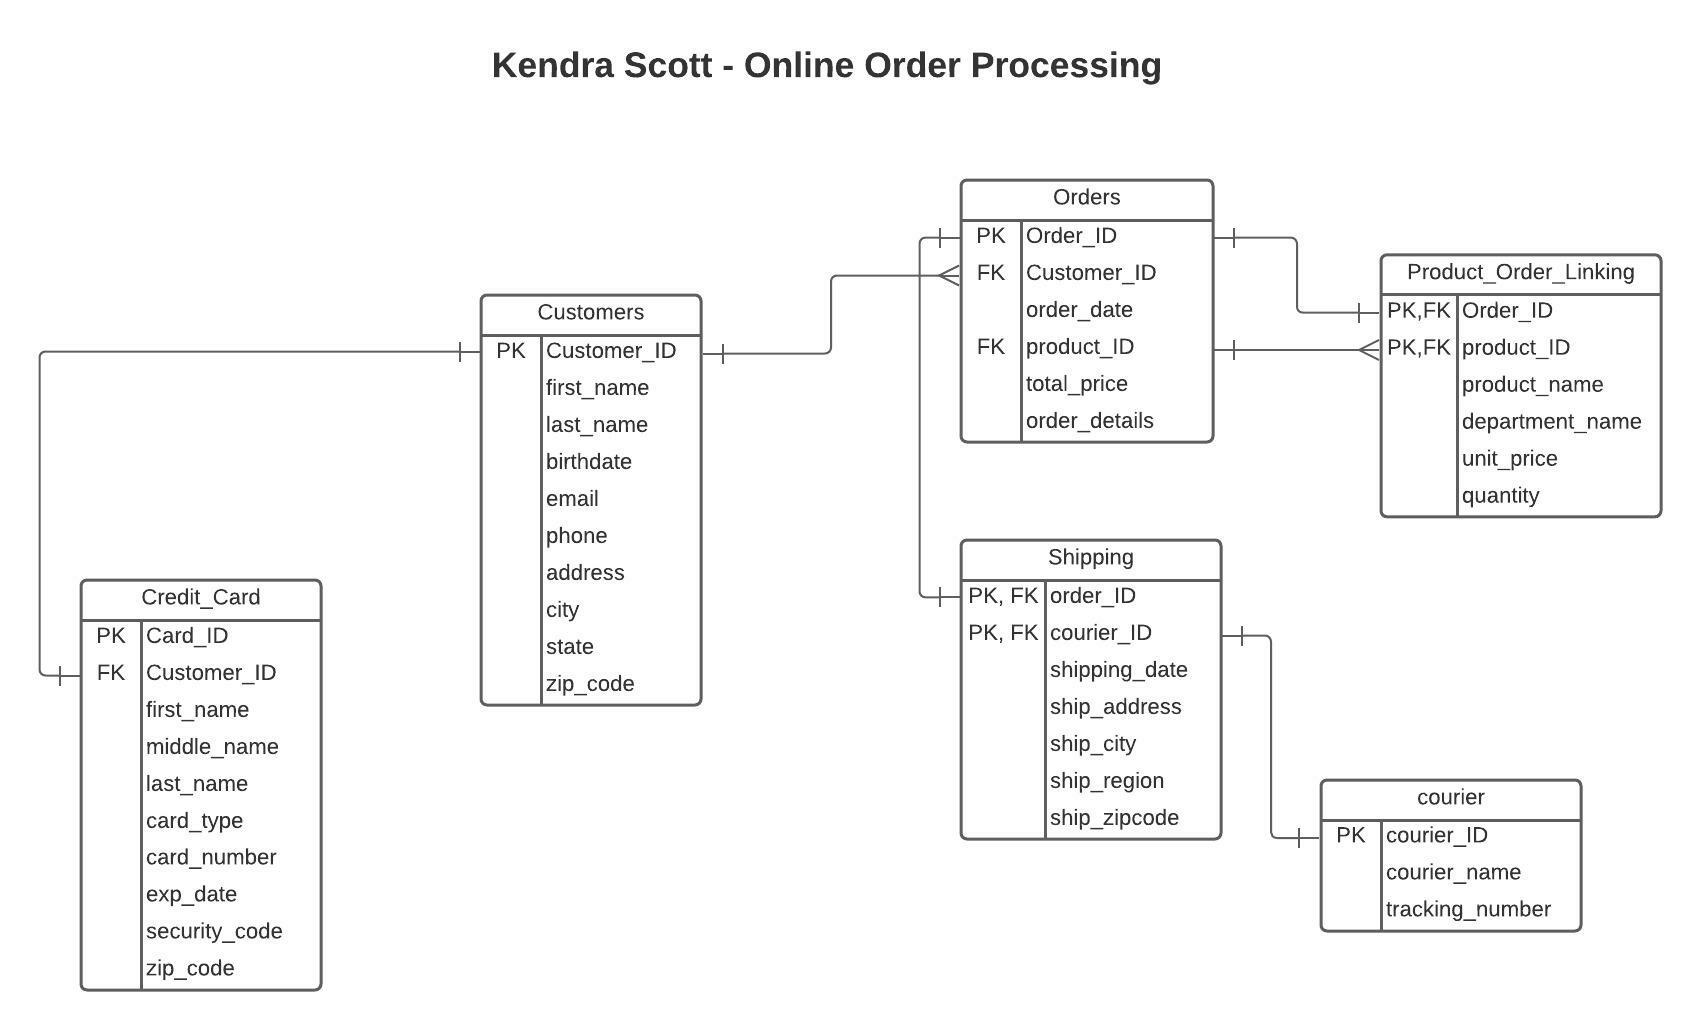 Kendra Scott - Online Order Processing
Orders
PK Order_ID
FK Customer_ID
order_date
FK product_ID
total_price
order_details
Product_Order_Linking
PK,FK Order_ID
PK,FK product_ID
product_name
department_name
unit_price
quantity
Customers
PK Customer_ID
first_name
last_name
birthdate
email
phone
address
city
state
zip_code
Shipping
PK, FK order_ID
PK, FK courier_ID
shipping_date
ship_address
ship_city
ship_region
ship_zipcode
Credit_Card
PK Card_ID
FK Customer_ID
first_name
middle_name
last_name
card_type
card_number
exp_date
security_code
zip_code
courier
PK courier_ID
courier_name
tracking_number